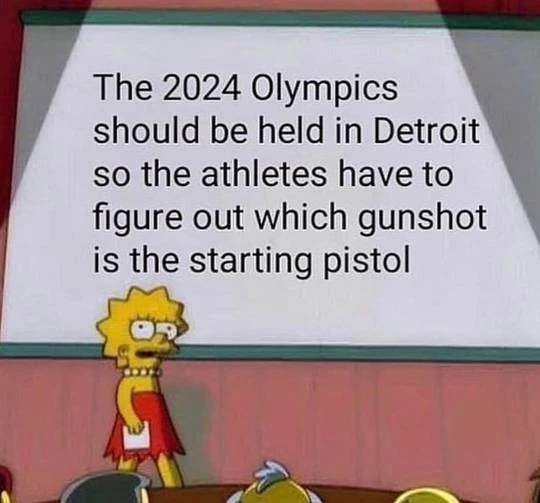 The 2024 Olympics
should be held in Detroit
so the athletes have to
figure out which gunshot
is the starting pistol